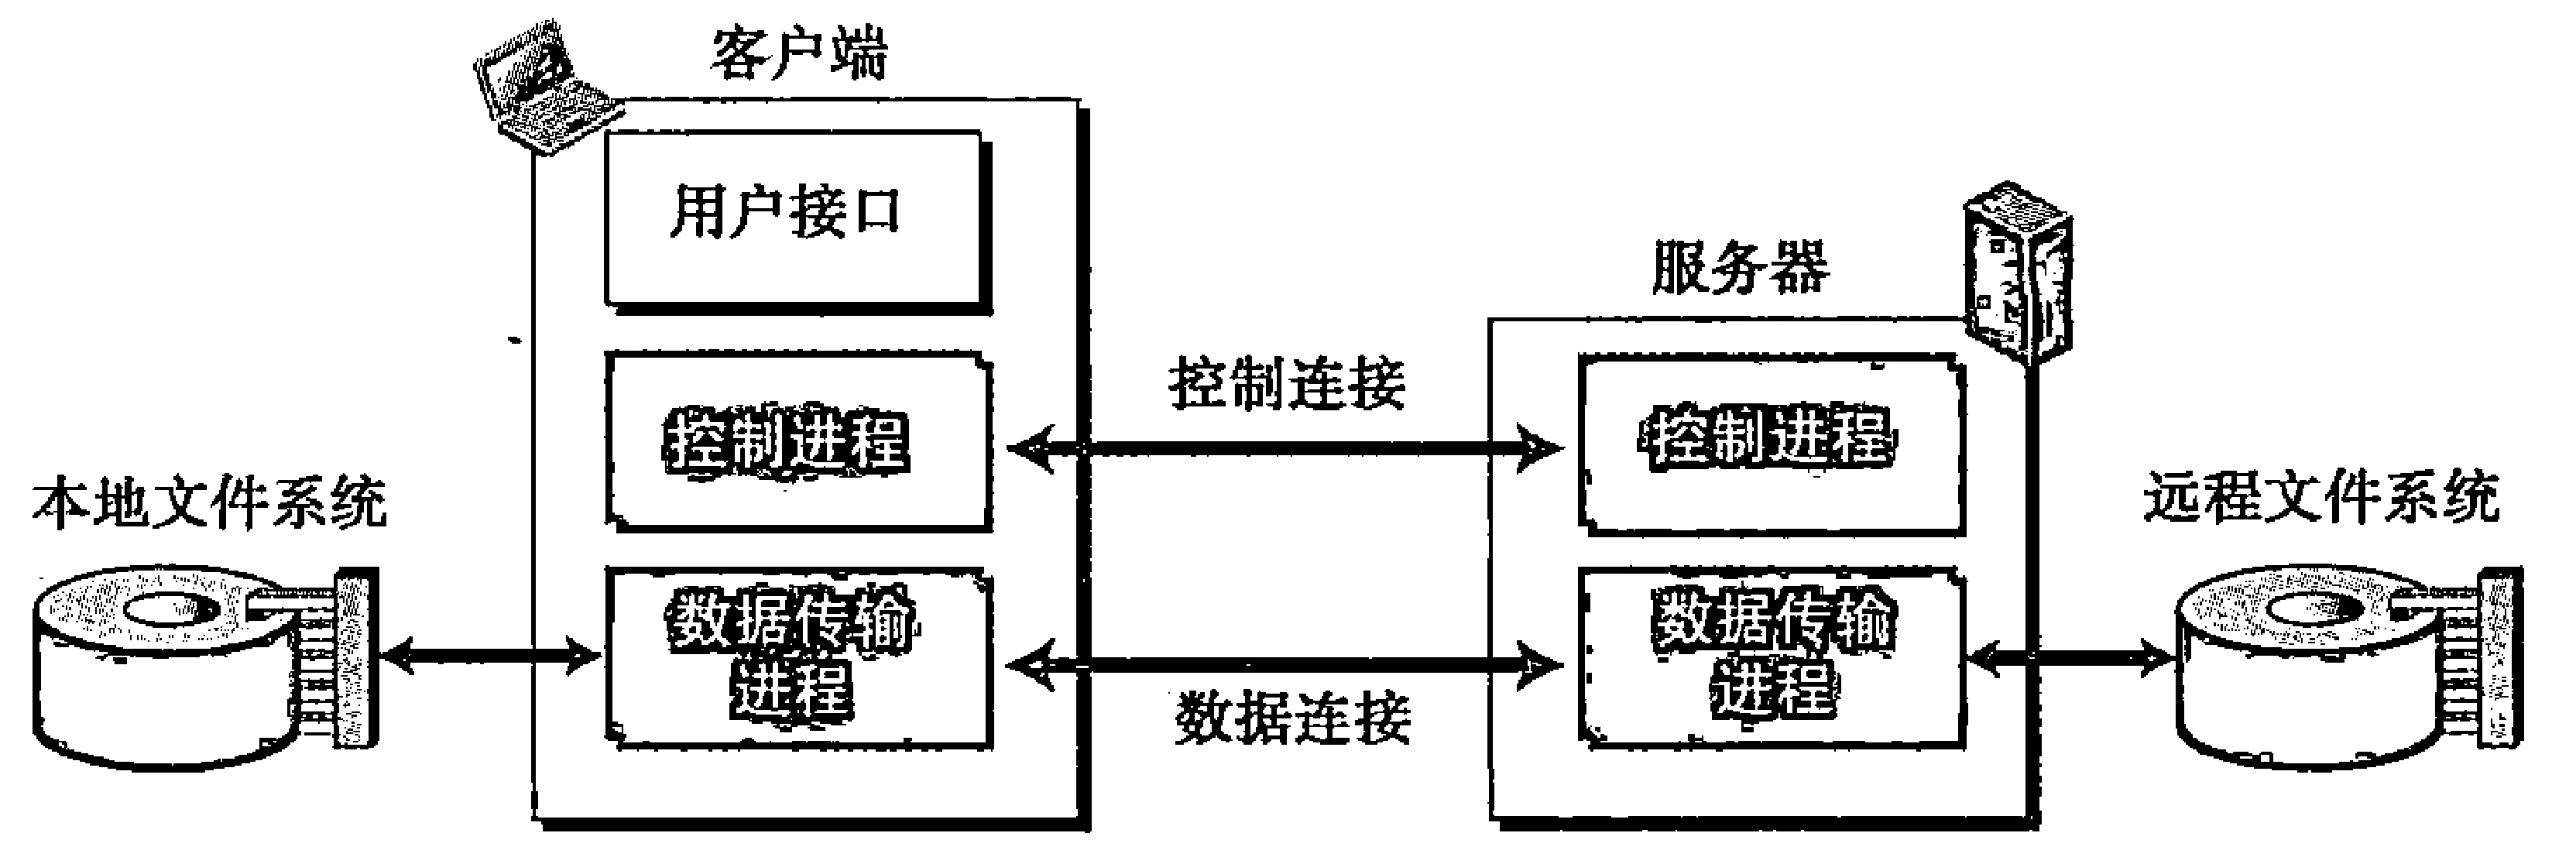 客户端
用户接口
服务器
控制连接
控制进程
控制进程
本地文件系统
远程文件系统
数据传输
进程
数据传输
进程
数据连接